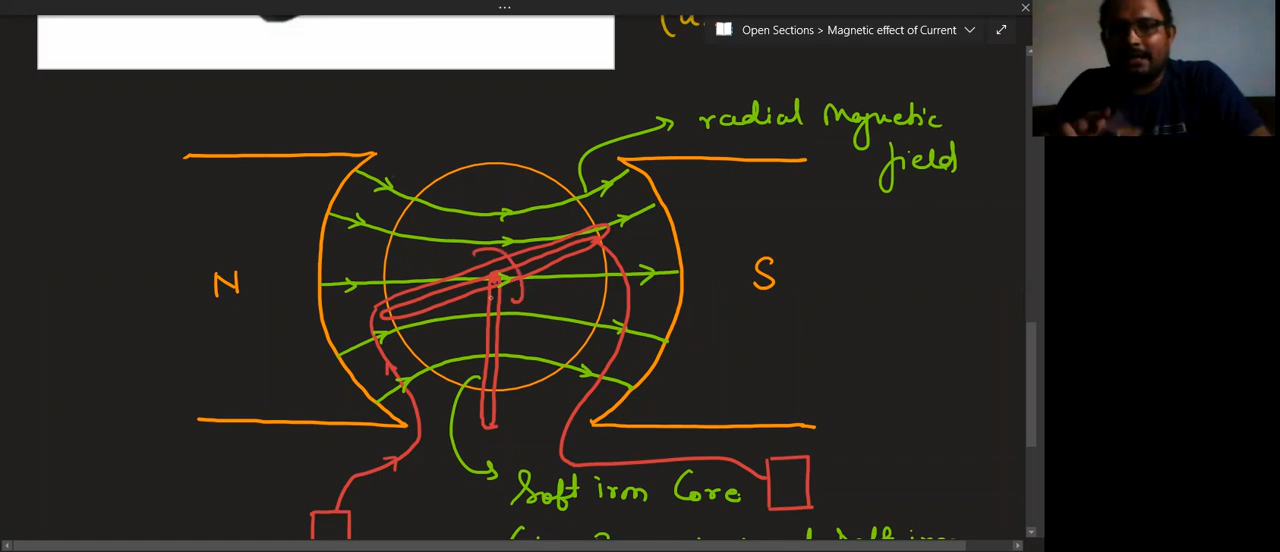 Open Sections > Magnetic effect of Current
radial Magnetic
field
N
S
Soft iron Core